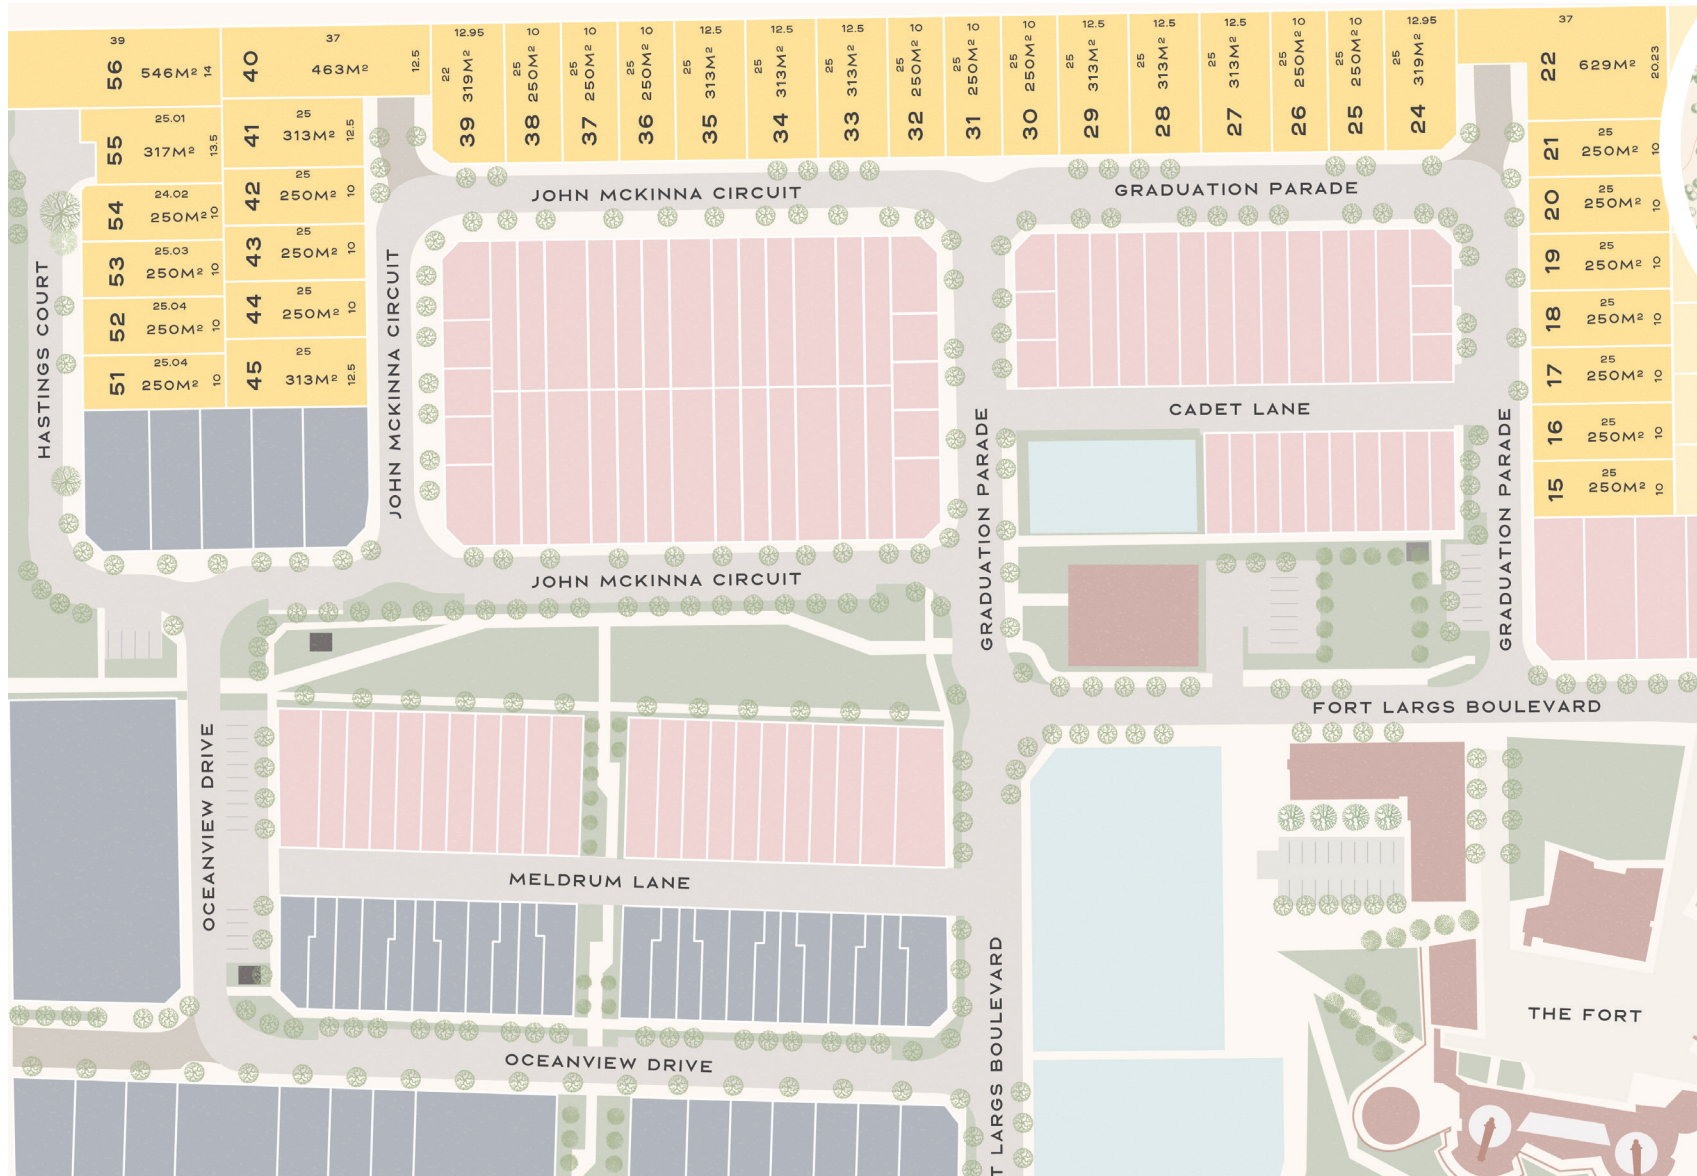 39
56
546M² 14
37
40
463M²
12.5
12.95
22
319M²
39
10
25
250M²
38
10
25
250M²
37
10
25
250M²
36
12.5
25
313M²
35
12.5
25
313M²
34
12.5
25
313M²
33
10
25
250M²
32
10
25
250M²
31
10
25
250M²
30
12.5
25
313M²
29
12.5
25
313M²
28
12.5
25
313M²
27
10
25
250M²
26
10
25
250M²
25
12.95
25
319M²
24
37
22
629M²
20.23
25.01
55
317M²
13.5
24.02
54
250M² 10
25.03
53
250M² 10
25.04
52
250M² 10
25.04
51
250M² 10
25
41
313M²
12.5
25
42
250M² 10
25
43
250M² 10
25
44
250M² 10
25
45
313M² 12.5
25
21
250M² 10
25
20
250M² 10
25
19
250M² 10
25
18
250M² 10
25
17
250M² 10
25
16
250M² 10
25
15
250M² 10
JOHN MCKINNA CIRCUIT
GRADUATION PARADE
HASTINGS COURT
JOHN MCKINNA CIRCUIT
CADET LANE
GRADUATION PARADE
GRADUATION PARADE
JOHN MCKINNA CIRCUIT
FORT LARGS BOULEVARD
OCEANVIEW DRIVE
MELDRUM LANE
THE FORT
OCEANVIEW DRIVE
T LARGS BOULEVARD